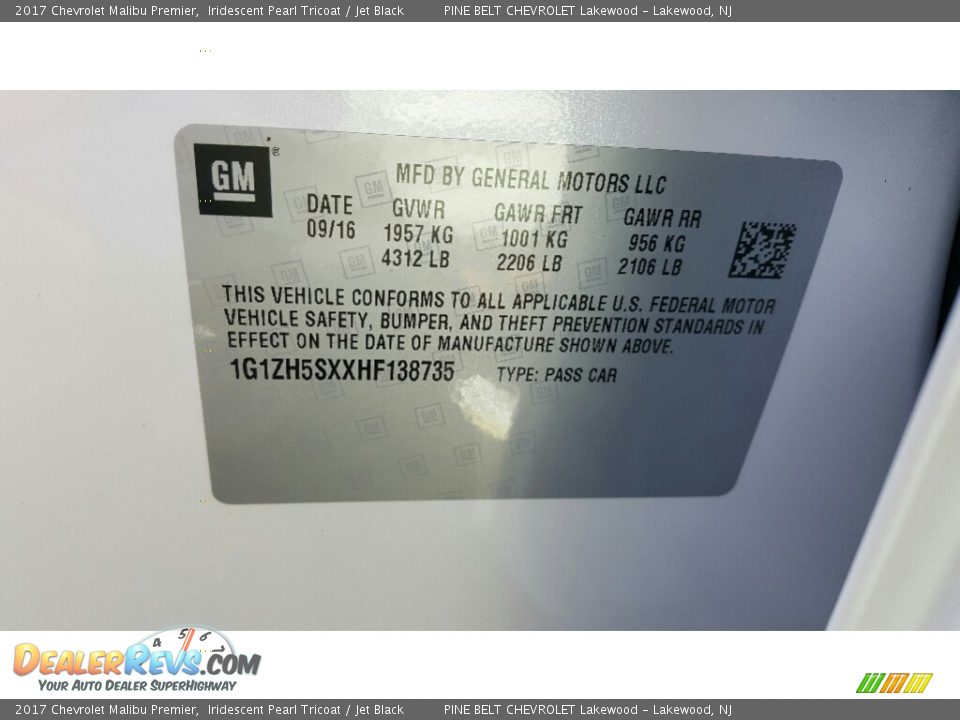 2017 Chevrolet Malibu Premier, Iridescent Pearl Tricoat / Jet Black PINE BELT CHEVROLET Lakewood – Lakewood, NJ
GM ®
MFD BY GENERAL MOTORS LLC
DATE GVWR GAWR FRT GAWR RR
09/16 1957 KG 1001 KG 956 KG
4312 LB 2206 LB 2106 LB
THIS VEHICLE CONFORMS TO ALL APPLICABLE U.S. FEDERAL MOTOR
VEHICLE SAFETY, BUMPER, AND THEFT PREVENTION STANDARDS IN
EFFECT ON THE DATE OF MANUFACTURE SHOWN ABOVE.
1G1ZH5SXXHF138735 TYPE: PASS CAR
4 5 6 7
DEALERREVS.COM
YOUR AUTO DEALER SUPERHIGHWAY
2017 Chevrolet Malibu Premier, Iridescent Pearl Tricoat / Jet Black PINE BELT CHEVROLET Lakewood – Lakewood, NJ